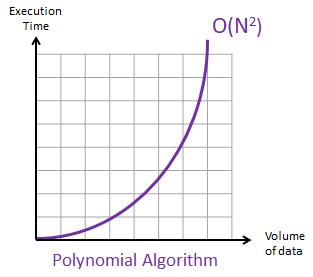 Execution
Time
O(N²)
Volume
of data
Polynomial Algorithm